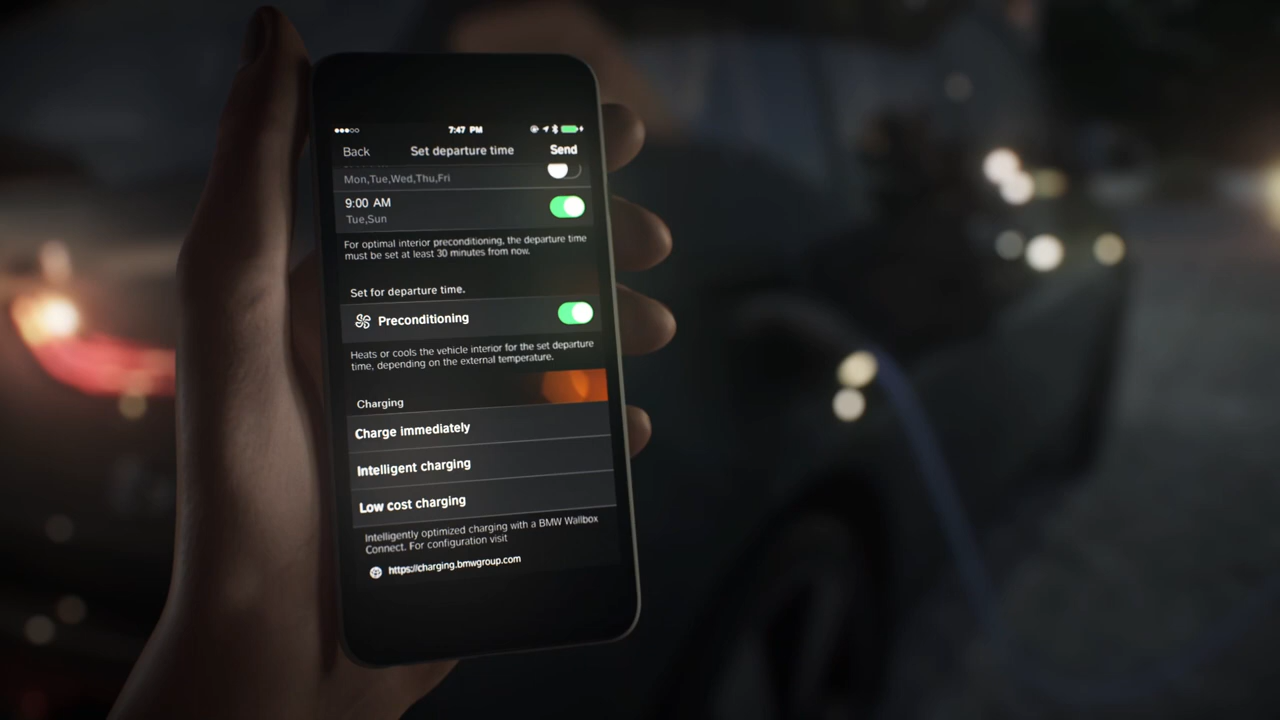 7:47 PM
Back Set departure time Send
Mon,Tue,Wed,Thu,Fri
9:00 AM
Tue,Sun
For optimal interior preconditioning, the departure time
must be set at least 30 minutes from now.
Set for departure time.
Preconditioning
Heats or cools the vehicle interior for the set departure
time, depending on the external temperature.
Charging
Charge immediately
Intelligent charging
Low cost charging
Intelligently optimized charging with a BMW Wallbox
Connect. For configuration visit
https://charging.bmwgroup.com